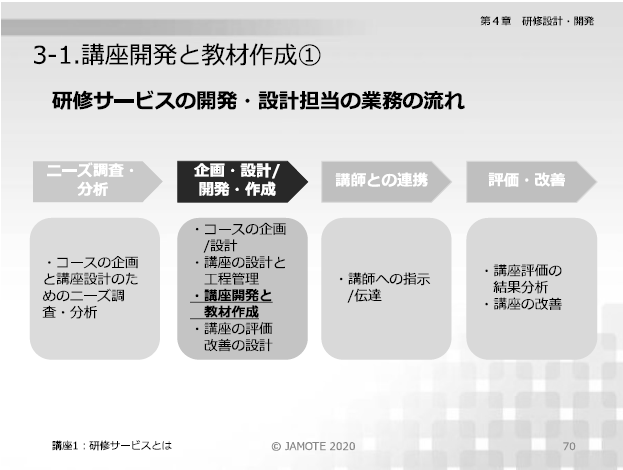 第４章　研修設計・開発
3-1.講座開発と教材作成①
研修サービスの開発・設計担当の業務の流れ
ニーズ調査・
分析
企画・設計/
開発・作成
講師との連携
評価・改善
・コースの企画
と講座設計のた
めのニーズ調
査・分析
・コースの企画
/設計
・講座の設計と
工程管理
・講座開発と
教材作成
・講座の評価
改善の設計
・講師への指示
/伝達
・講座評価の
結果分析
・講座の改善
講座1：研修サービスとは
© JAMOTE 2020
70